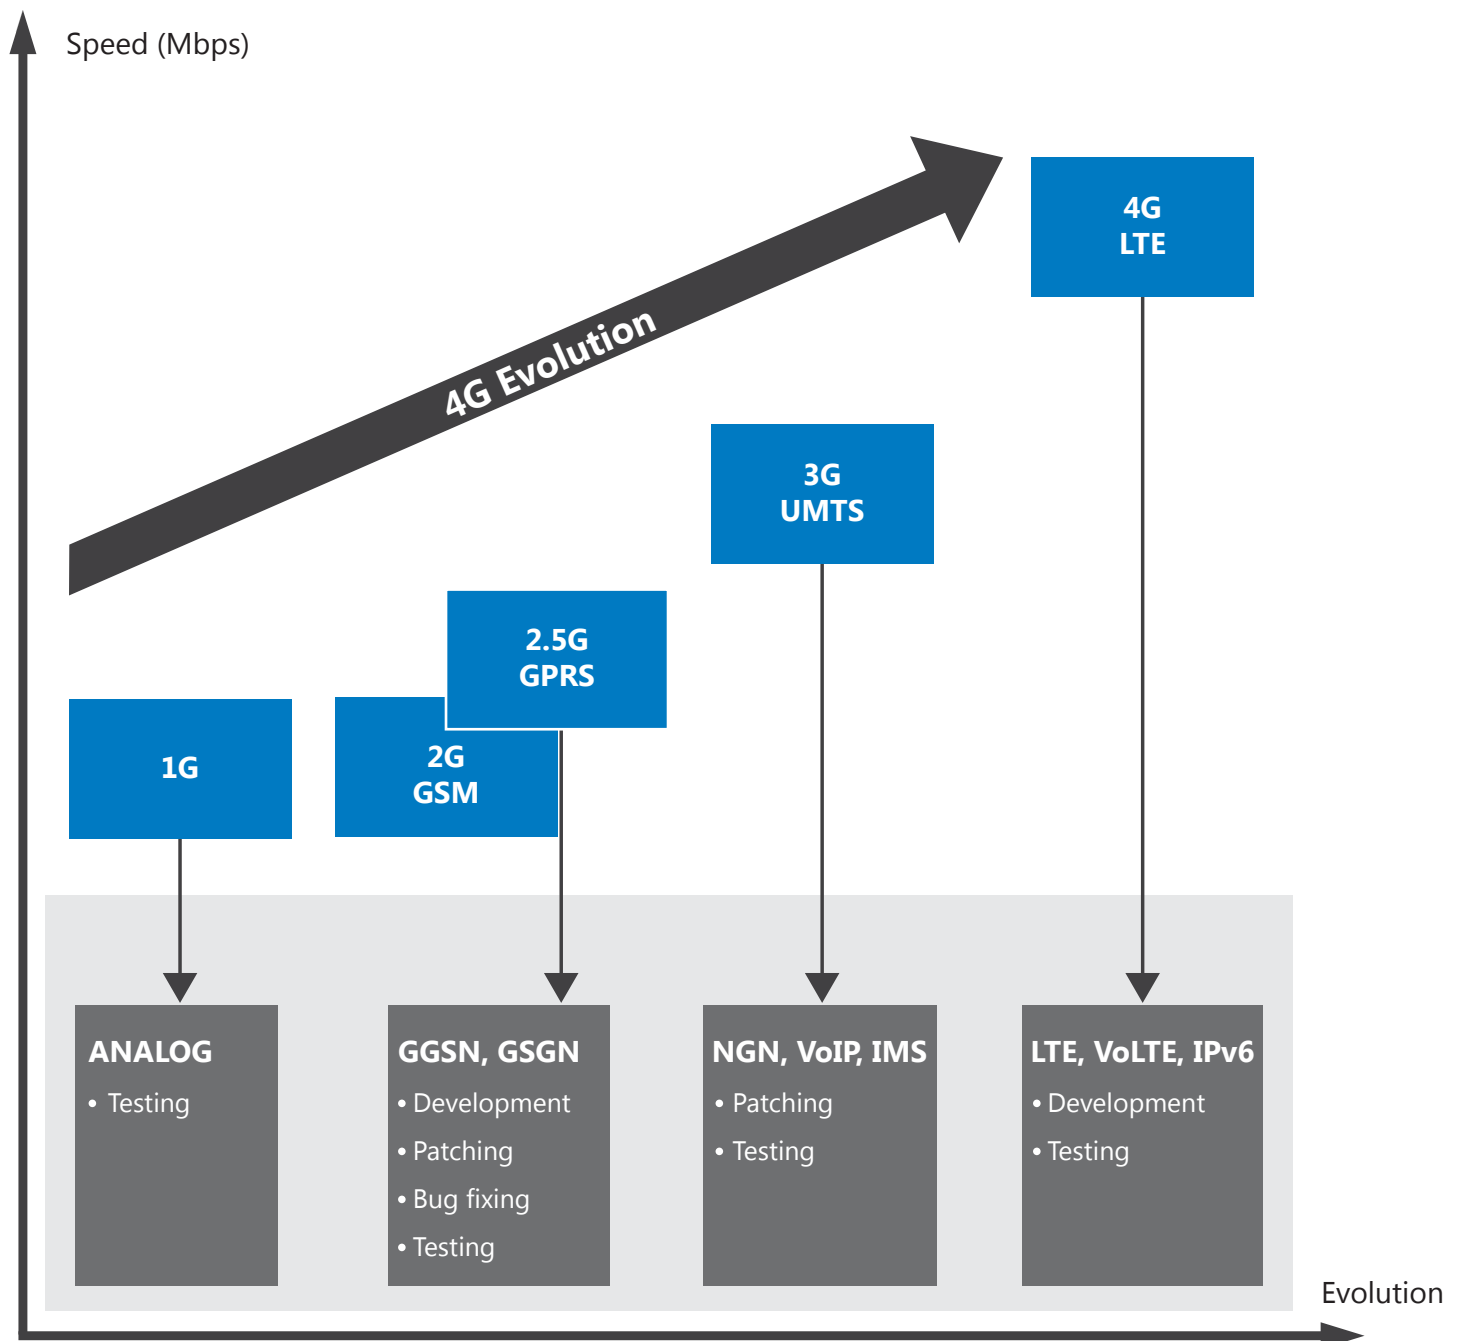 Speed (Mbps)
4G
LTE
4G Evolution
3G
UMTS
2.5G
GPRS
1G
2G
GSM
ANALOG
• Testing
GGSN, GSGN
• Development
• Patching
• Bug fixing
• Testing
NGN, VoIP, IMS
• Patching
• Testing
LTE, VoLTE, IPv6
• Development
• Testing
Evolution